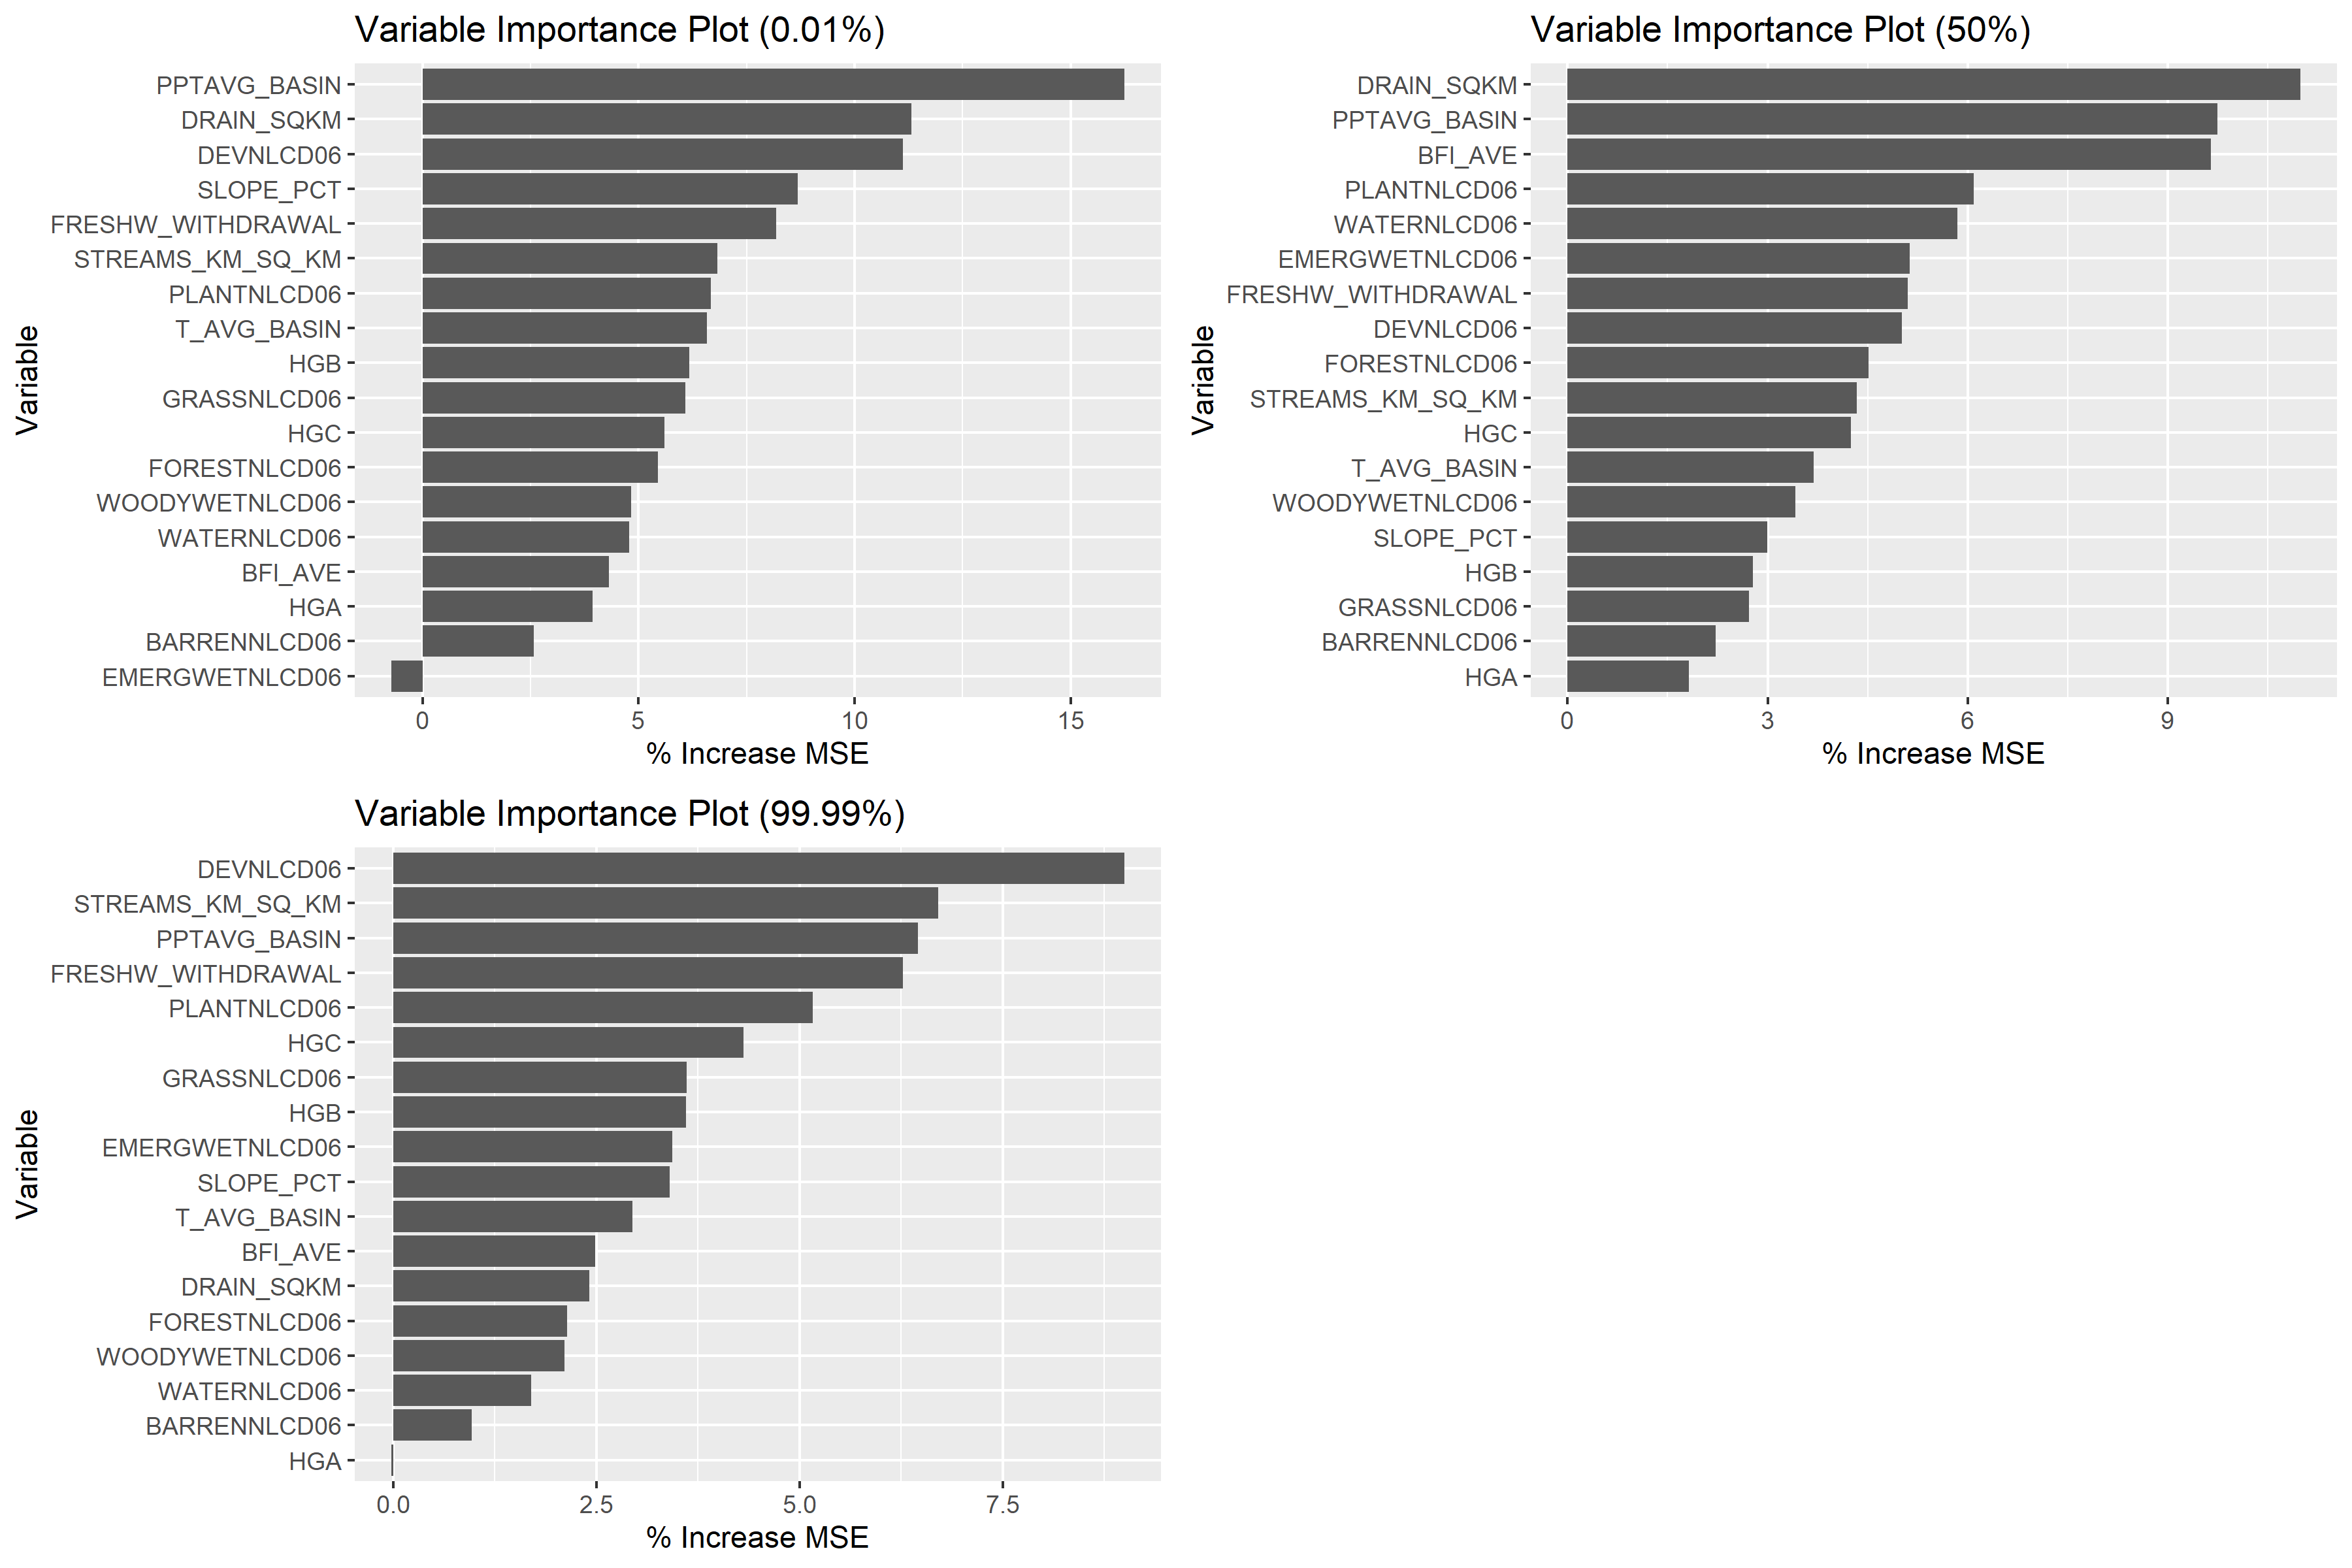 Variable Importance Plot (0.01%)
Variable
PPTAVG_BASIN
DRAIN_SQKM
DEVNLCD06
SLOPE_PCT
FRESHW_WITHDRAWAL
STREAMS_KM_SQ_KM
PLANTNLCD06
T_AVG_BASIN
HGB
GRASSNLCD06
HGC
FORESTNLCD06
WOODYWETNLCD06
WATERNLCD06
BFI_AVE
HGA
BARRENNLCD06
EMERGWETNLCD06
0 5 10 15
% Increase MSE
Variable Importance Plot (50%)
Variable
DRAIN_SQKM
PPTAVG_BASIN
BFI_AVE
PLANTNLCD06
WATERNLCD06
EMERGWETNLCD06
FRESHW_WITHDRAWAL
DEVNLCD06
FORESTNLCD06
STREAMS_KM_SQ_KM
HGC
T_AVG_BASIN
WOODYWETNLCD06
SLOPE_PCT
HGB
GRASSNLCD06
BARRENNLCD06
HGA
0 3 6 9
% Increase MSE
Variable Importance Plot (99.99%)
Variable
DEVNLCD06
STREAMS_KM_SQ_KM
PPTAVG_BASIN
FRESHW_WITHDRAWAL
PLANTNLCD06
HGC
GRASSNLCD06
HGB
EMERGWETNLCD06
SLOPE_PCT
T_AVG_BASIN
BFI_AVE
DRAIN_SQKM
FORESTNLCD06
WOODYWETNLCD06
WATERNLCD06
BARRENNLCD06
HGA
0.0 2.5 5.0 7.5
% Increase MSE